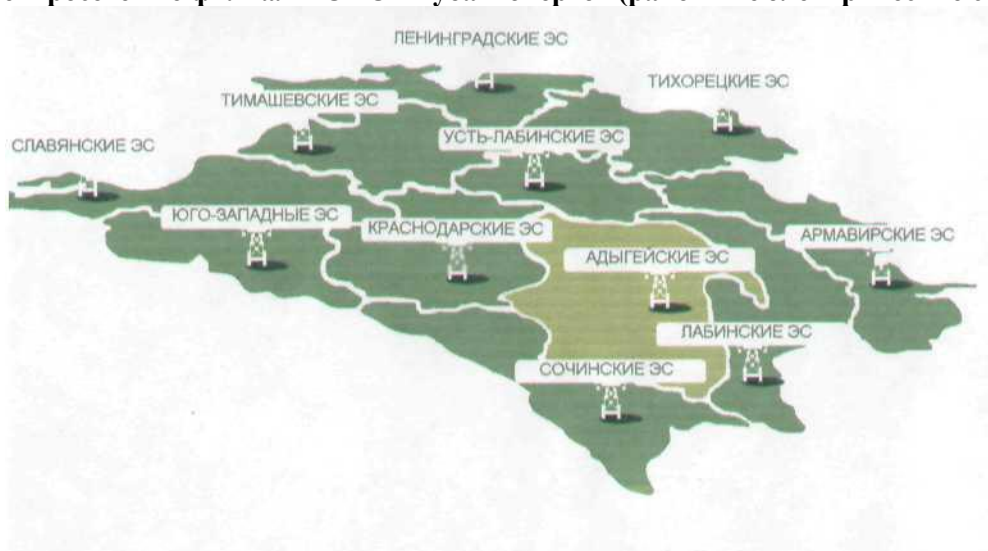 ЛЕНИНГРАДСКИЕ ЭС
ТИХОРЕЦКИЕ ЭС
ТИМАШЕВСКИЕ ЭС
УСТЬ-ЛАБИНСКИЕ ЭС
СЛАВЯНСКИЕ ЭС
ЮГО-ЗАПАДНЫЕ ЭС
КРАСНОДАРСКИЕ ЭС
АРМАВИРСКИЕ ЭС
АДЫГЕЙСКИЕ ЭС
ЛАБИНСКИЕ ЭС
СОЧИНСКИЕ ЭС